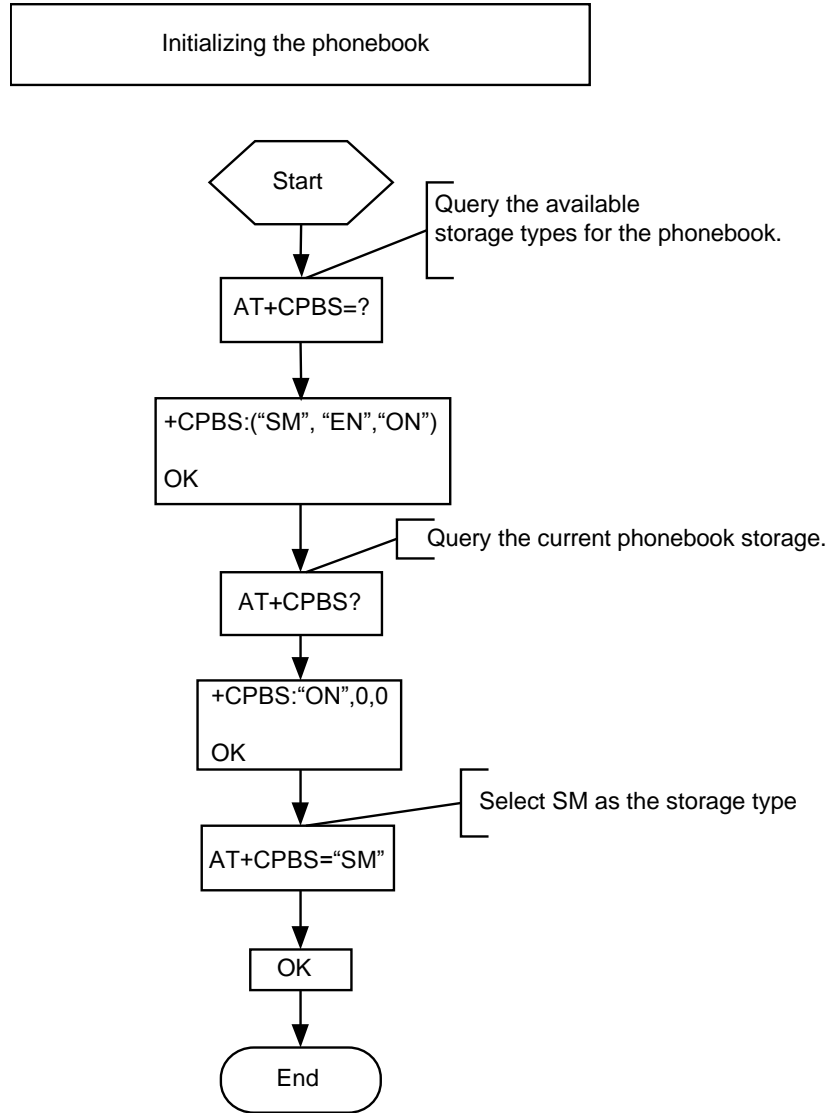 Initializing the phonebook
Start
Query the available
storage types for the phonebook.
AT+CPBS=?
+CPBS:(“SM”, “EN”,“ON”)
OK
Query the current phonebook storage.
AT+CPBS?
+CPBS:“ON”,0,0
OK
Select SM as the storage type
AT+CPBS=“SM”
OK
End